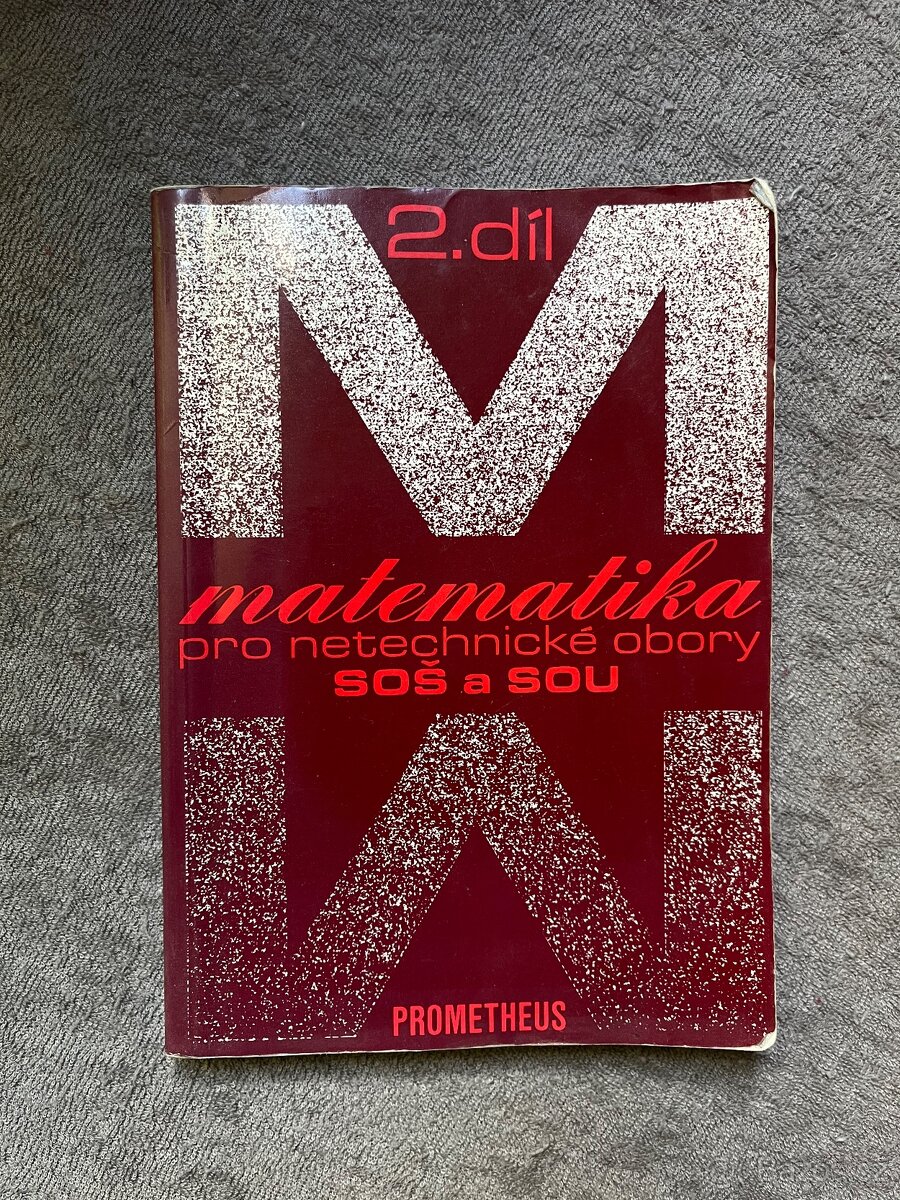 2.díl
matematika
pro netechnické obory
SOŠ a SOU
PROMETHEUS